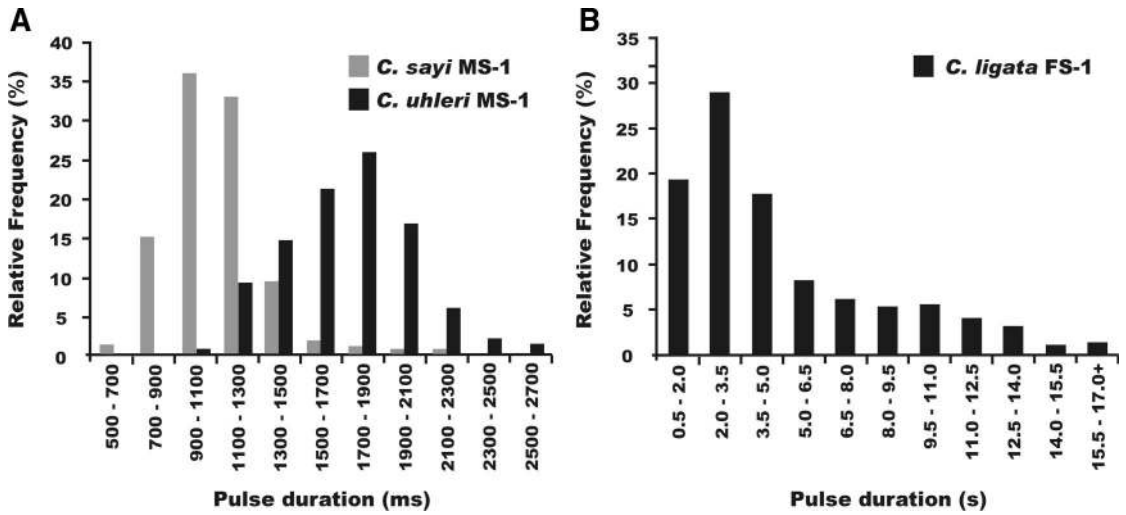 A
40
35
30
25
20
15
10
5
0
Relative Frequency (%)
C. sayi MS-1
C. uhleri MS-1
500 - 700
700 - 900
900 - 1100
1100 - 1300
1300 - 1500
1500 - 1700
1700 - 1900
1900 - 2100
2100 - 2300
2300 - 2500
2500 - 2700
Pulse duration (ms)
B
35
30
25
20
15
10
5
0
Relative Frequency (%)
C. ligata FS-1
0.5 - 2.0
2.0 - 3.5
3.5 - 5.0
5.0 - 6.5
6.5 - 8.0
8.0 - 9.5
9.5 - 11.0
11.0 - 12.5
12.5 - 14.0
14.0 - 15.5
15.5 - 17.0+
Pulse duration (s)